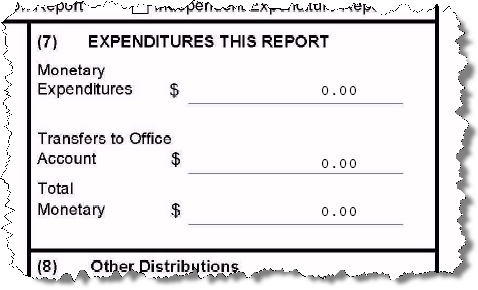 Report
(7) EXPENDITURES THIS REPORT
Monetary
Expenditures $ 0.00
Transfers to Office
Account $ 0.00
Total
Monetary $ 0.00
(8) Other Distributions